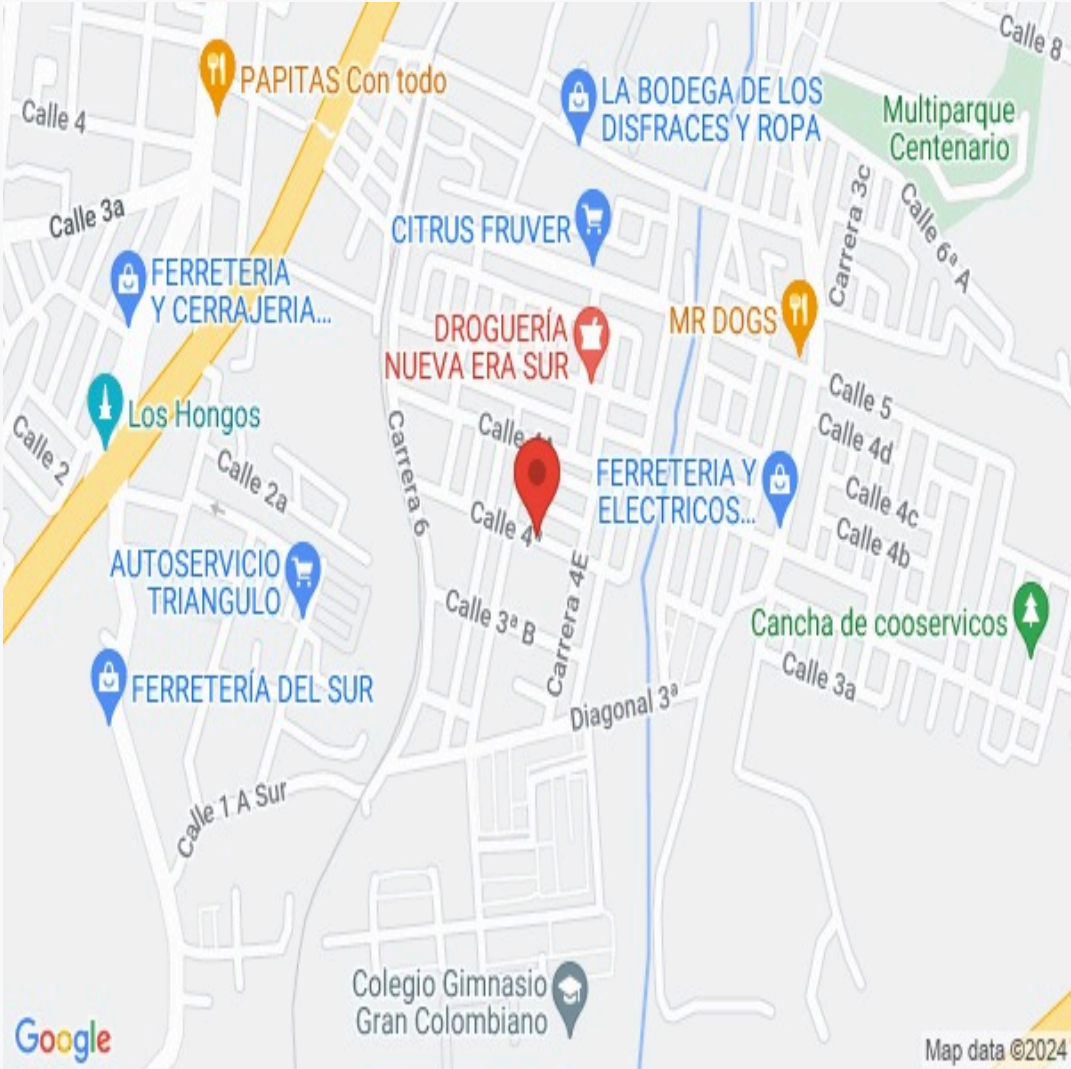 Calle 8
PAPITAS Con todo
LA BODEGA DE LOS
DISFRACES Y ROPA
Multiparque
Centenario
Calle 4
Calle 3a
Carrera 3c
Calle 6ª A
CITRUS FRUVER
FERRETERIA
Y CERRAJERIA...
DROGUERÍA
NUEVA ERA SUR
MR DOGS
Calle 5
Los Hongos
Calle 2
Calle 2a
Carrera 6
Calle
Calle 4d
FERRETERIA Y
ELECTRICOS...
Calle 4c
Calle 4b
Calle 4ª
AUTOSERVICIO
TRIANGULO
Calle 3ª B
Carrera 4E
Cancha de cooservicos
Calle 3a
FERRETERÍA DEL SUR
Diagonal 3ª
Calle 1 A Sur
Colegio Gimnasio
Gran Colombiano
Google
Map data ©2024